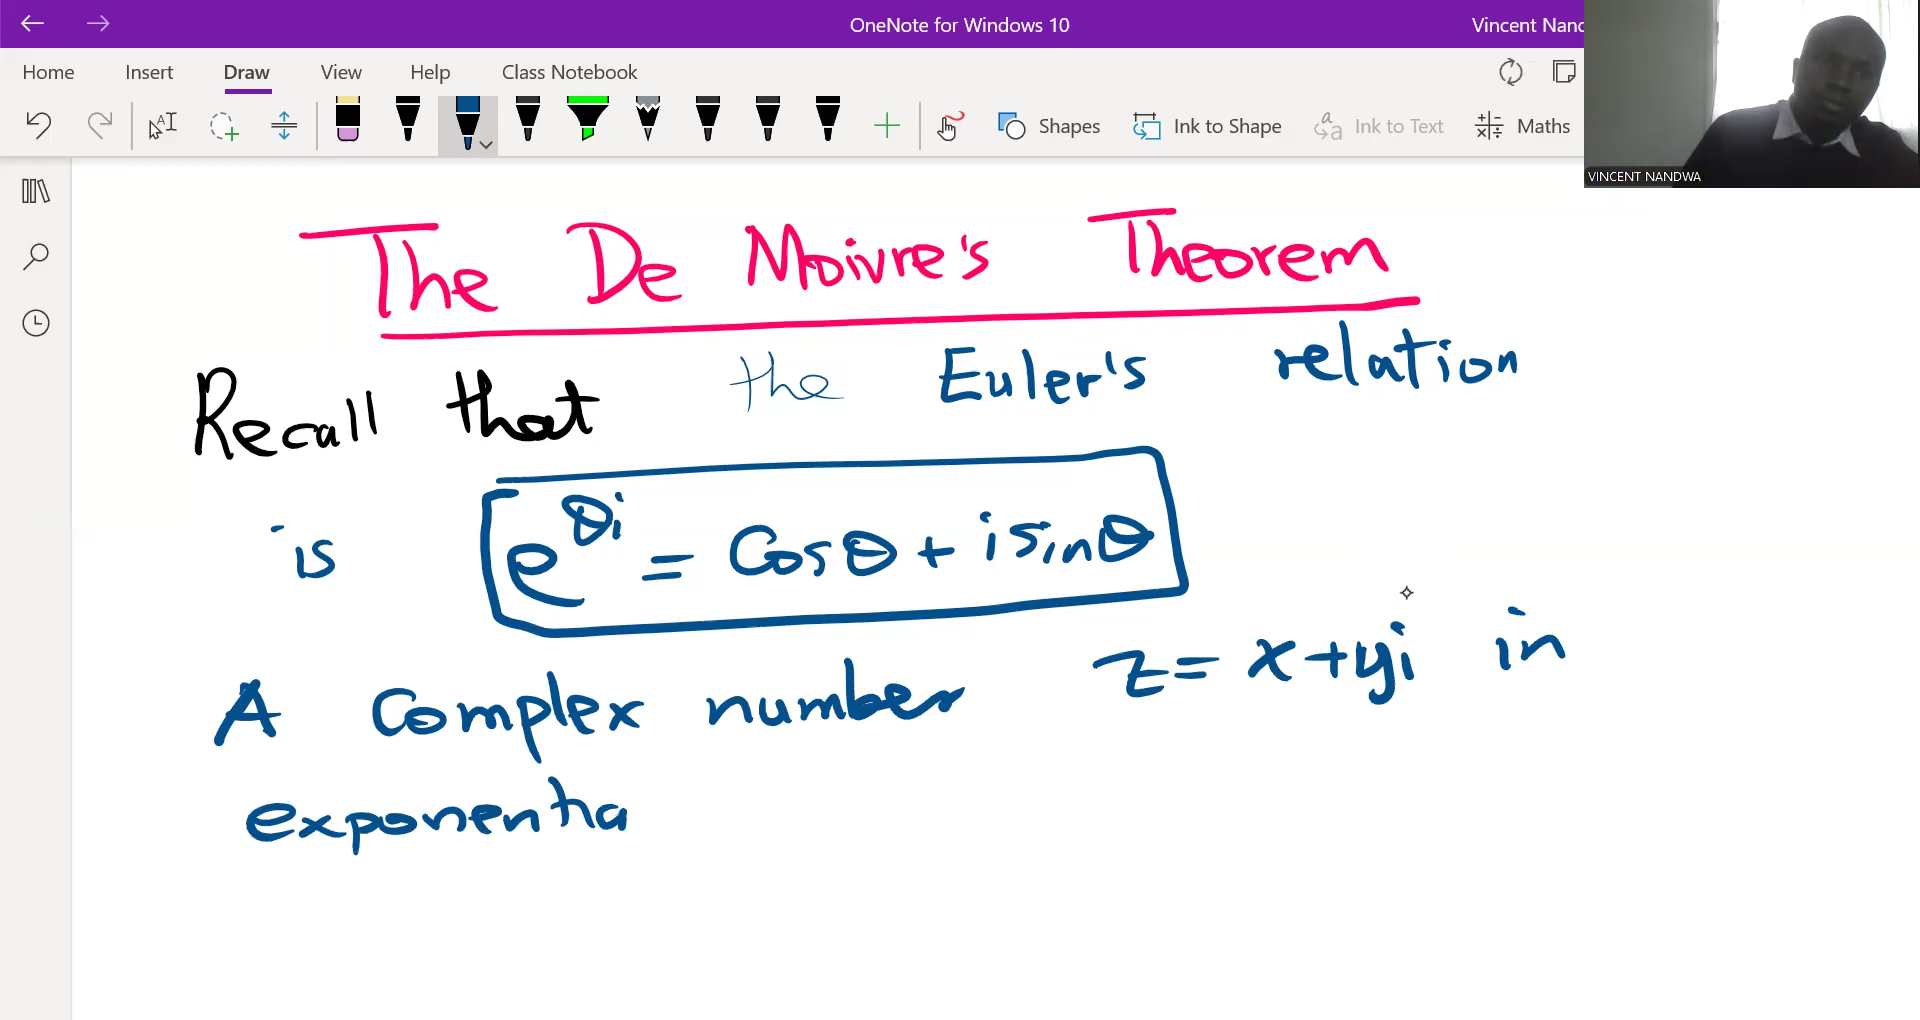 OneNote for Windows 10
Vincent Nand
Home Insert Draw View Help Class Notebook
Shapes Ink to Shape Ink to Text Maths
VINCENT NANDWA
The De Moivre's Theorem
Recall that the Euler's relation
is e^θi = Cosθ + i sinθ
A complex number z = x + yi in
exponentia